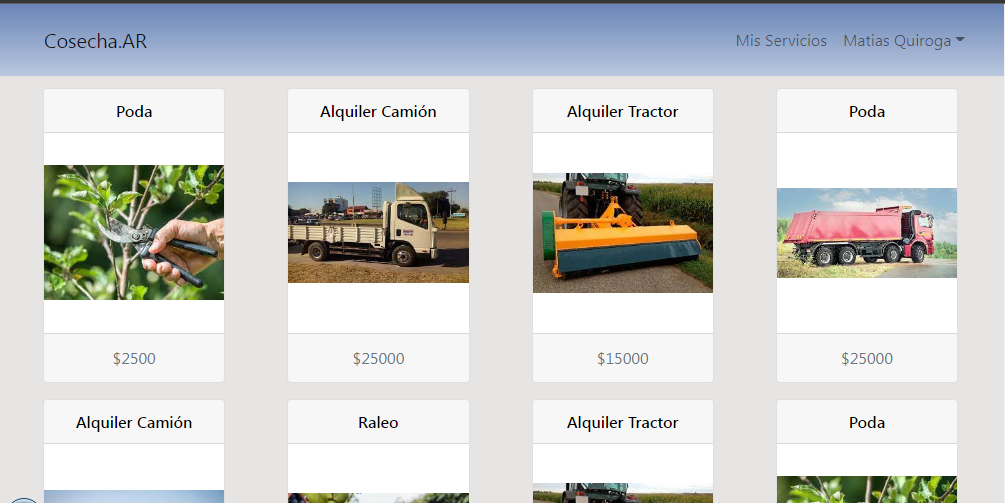 Cosecha.AR
Mis Servicios Matias Quiroga
Poda Alquiler Camión Alquiler Tractor Poda
$2500 $25000 $15000 $25000
Alquiler Camión Raleo Alquiler Tractor Poda